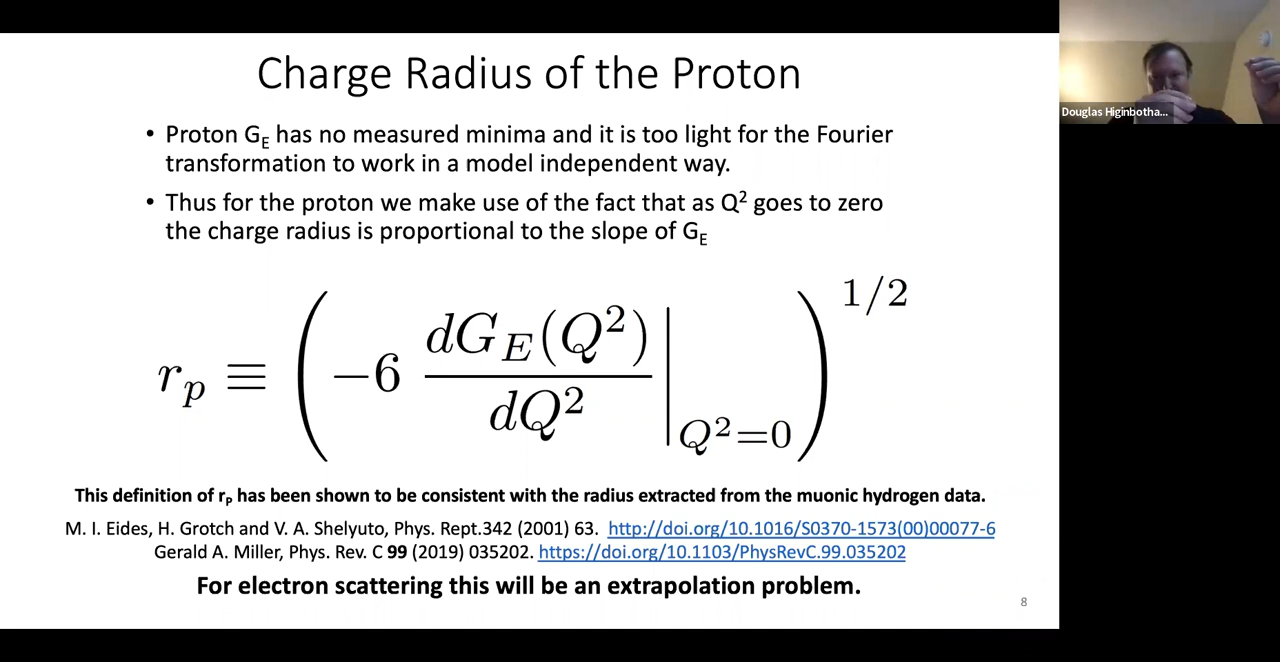 Charge Radius of the Proton
• Proton G_E has no measured minima and it is too light for the Fourier
transformation to work in a model independent way.
• Thus for the proton we make use of the fact that as Q² goes to zero
the charge radius is proportional to the slope of G_E
r_p ≡ ( −6 dG_E(Q²)/dQ² |_{Q²=0} )^{1/2}
This definition of r_P has been shown to be consistent with the radius extracted from the muonic hydrogen data.
M. I. Eides, H. Grotch and V. A. Shelyuto, Phys. Rept.342 (2001) 63. http://doi.org/10.1016/S0370-1573(00)00077-6
Gerald A. Miller, Phys. Rev. C 99 (2019) 035202. https://doi.org/10.1103/PhysRevC.99.035202
For electron scattering this will be an extrapolation problem.
8
Douglas Higinbotha...